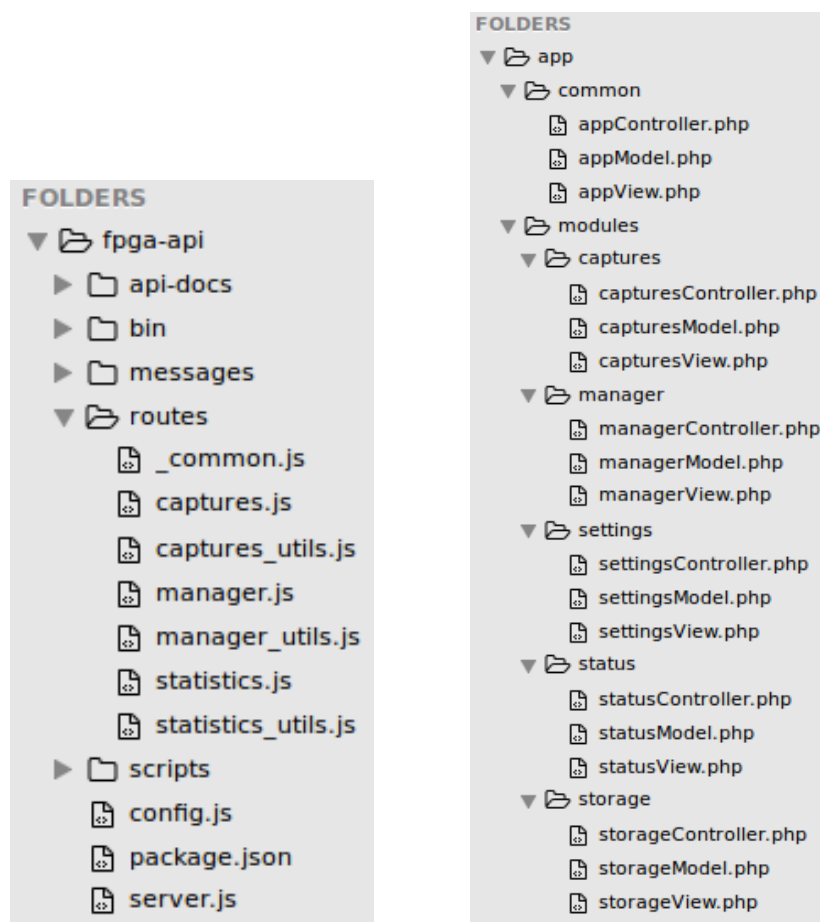 FOLDERS
fpga-api
api-docs
bin
messages
routes
_common.js
captures.js
captures_utils.js
manager.js
manager_utils.js
statistics.js
statistics_utils.js
scripts
config.js
package.json
server.js
FOLDERS
app
common
appController.php
appModel.php
appView.php
modules
captures
capturesController.php
capturesModel.php
capturesView.php
manager
managerController.php
managerModel.php
managerView.php
settings
settingsController.php
settingsModel.php
settingsView.php
status
statusController.php
statusModel.php
statusView.php
storage
storageController.php
storageModel.php
storageView.php